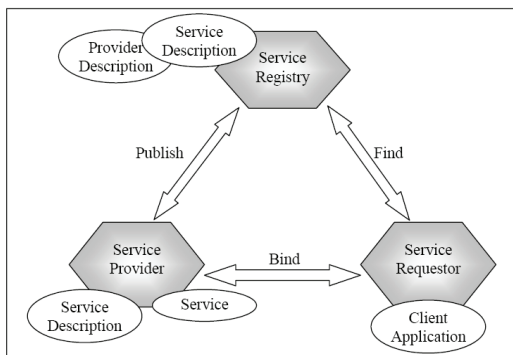 Service
Description
Provider
Description
Service
Registry
Publish
Find
Service
Provider
Bind
Service
Requestor
Service
Description
Service
Client
Application